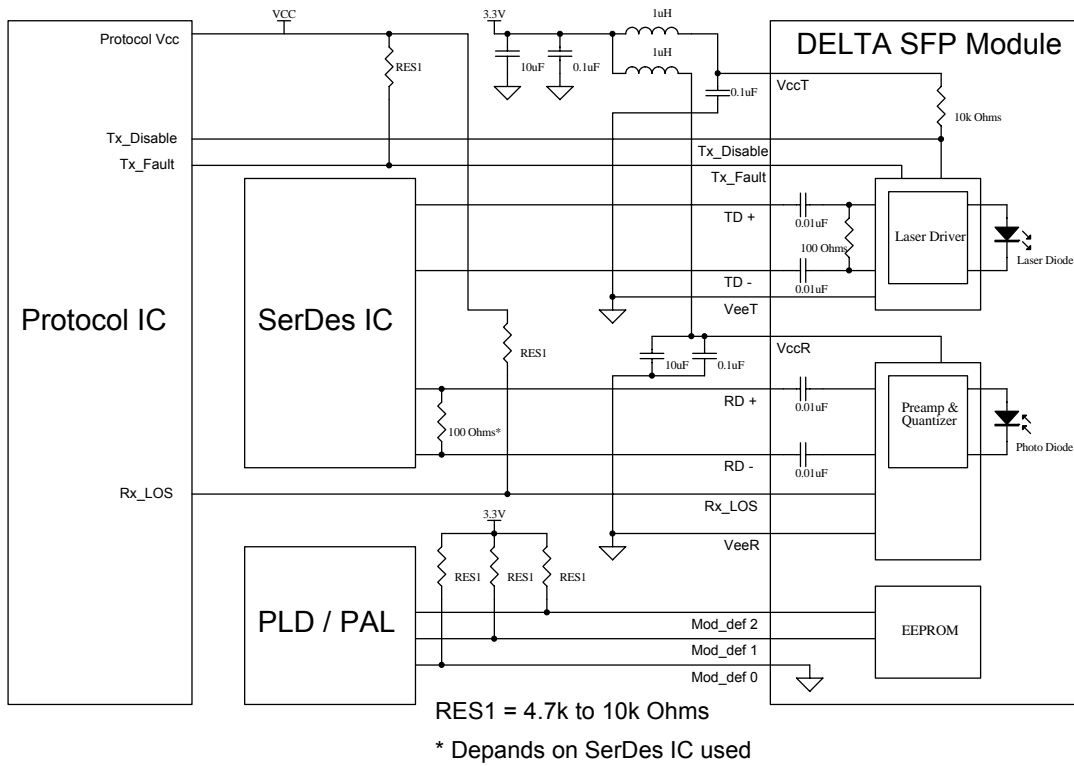 VCC
3.3V
1uH
Protocol Vcc
DELTA SFP Module
RES1
10uF
0.1uF
1uH
0.1uF
VccT
10k Ohms
Tx_Disable
Tx_Disable
Tx_Fault
Tx_Fault
TD +
0.01uF
100 Ohms
Laser Driver
Laser Diode
TD -
0.01uF
VeeT
Protocol IC
SerDes IC
RES1
10uF
0.1uF
VccR
RD +
0.01uF
Preamp &
Quantizer
100 Ohms*
Photo Diode
RD -
0.01uF
Rx_LOS
Rx_LOS
3.3V
VeeR
RES1
RES1
RES1
PLD / PAL
Mod_def 2
EEPROM
Mod_def 1
Mod_def 0
RES1 = 4.7k to 10k Ohms
* Depands on SerDes IC used